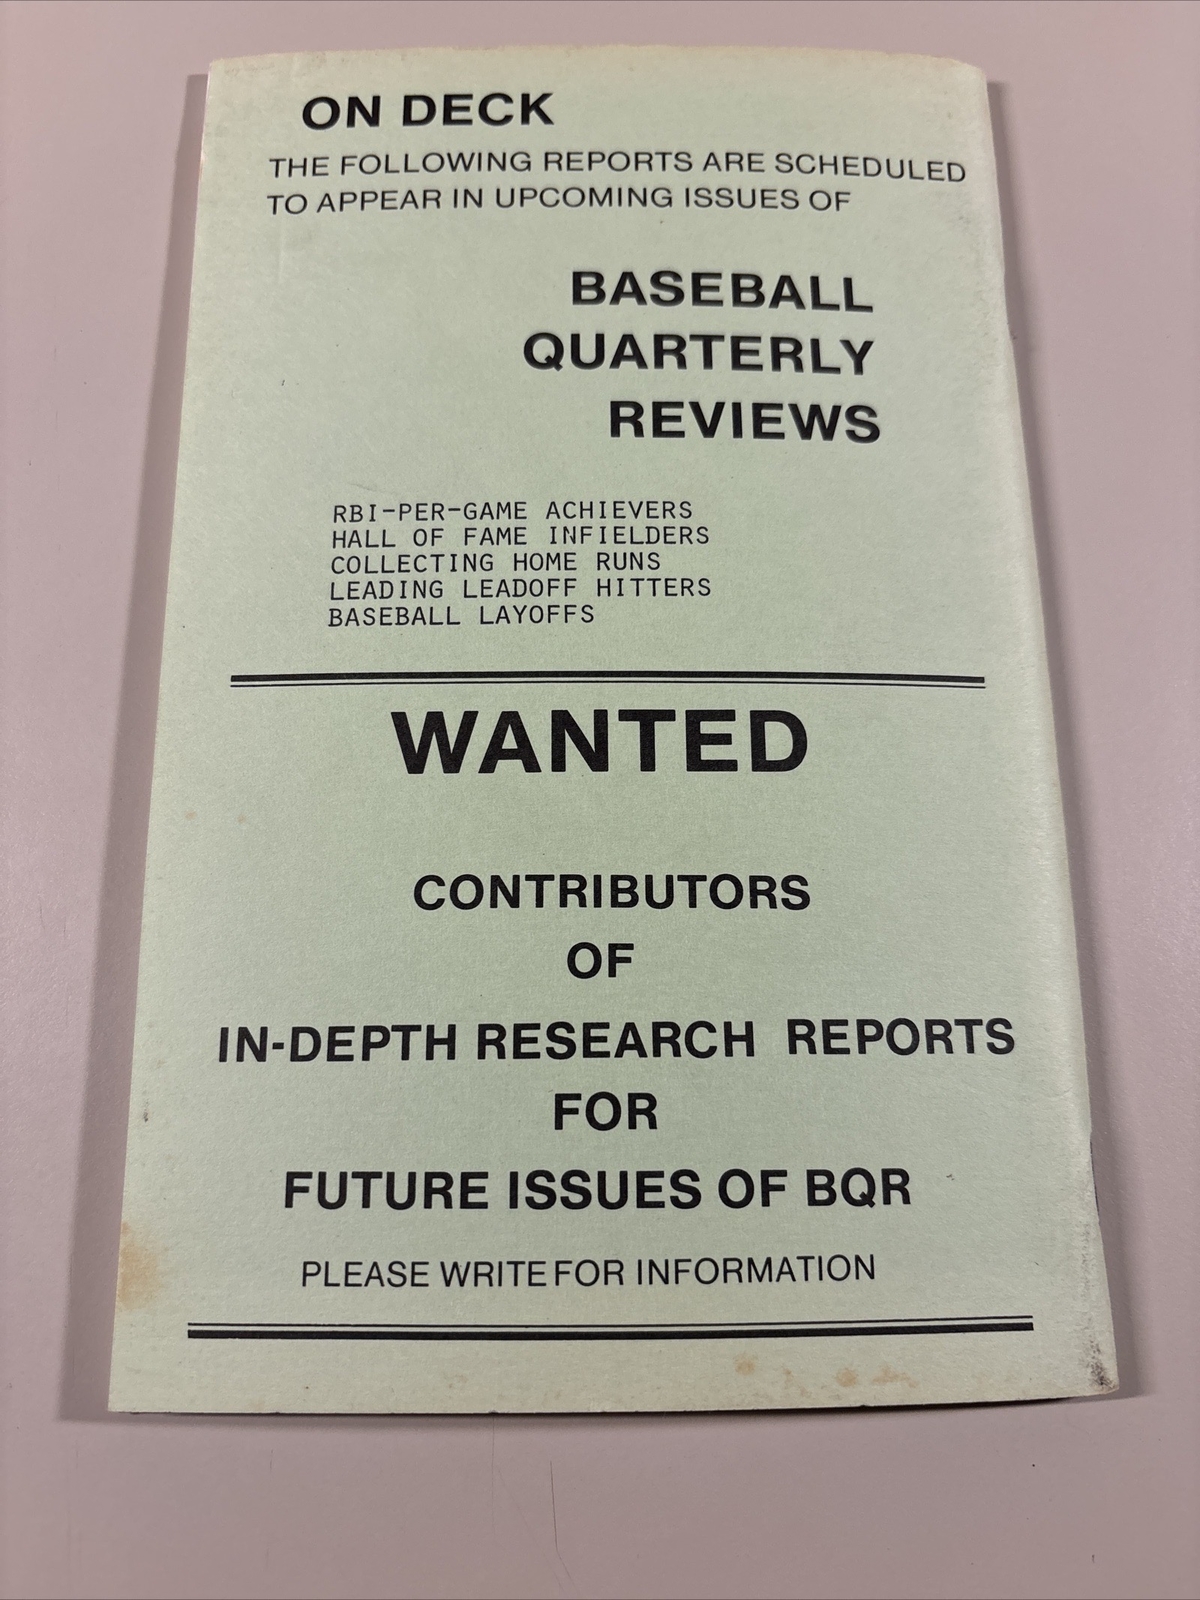 ON DECK
THE FOLLOWING REPORTS ARE SCHEDULED
TO APPEAR IN UPCOMING ISSUES OF
BASEBALL
QUARTERLY
REVIEWS
RBI-PER-GAME ACHIEVERS
HALL OF FAME INFIELDERS
COLLECTING HOME RUNS
LEADING LEADOFF HITTERS
BASEBALL LAYOFFS
WANTED
CONTRIBUTORS
OF
IN-DEPTH RESEARCH REPORTS
FOR
FUTURE ISSUES OF BQR
PLEASE WRITE FOR INFORMATION